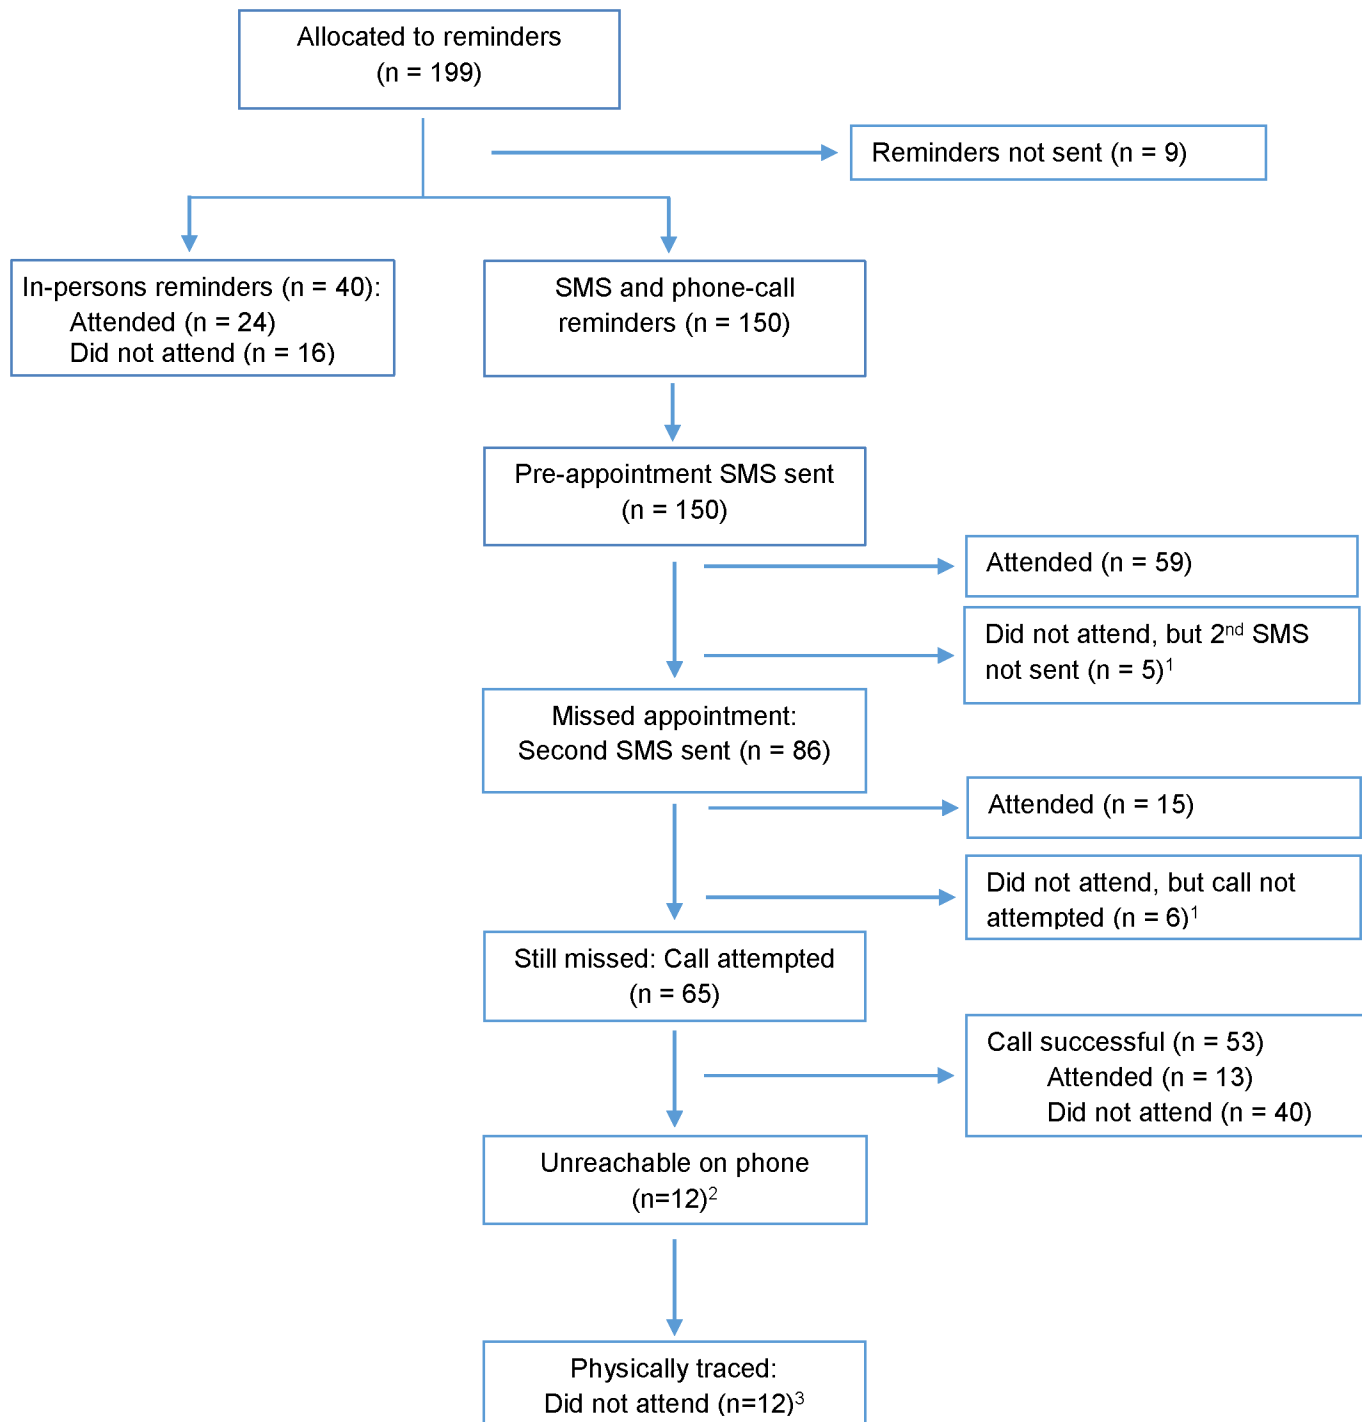 Allocated to reminders
(n = 199)
Reminders not sent (n = 9)
In-persons reminders (n = 40):
Attended (n = 24)
Did not attend (n = 16)
SMS and phone-call
reminders (n = 150)
Pre-appointment SMS sent
(n = 150)
Attended (n = 59)
Did not attend, but 2nd SMS
not sent (n = 5)1
Missed appointment:
Second SMS sent (n = 86)
Attended (n = 15)
Did not attend, but call not
attempted (n = 6)1
Still missed: Call attempted
(n = 65)
Call successful (n = 53)
Attended (n = 13)
Did not attend (n = 40)
Unreachable on phone
(n=12)2
Physically traced:
Did not attend (n=12)3